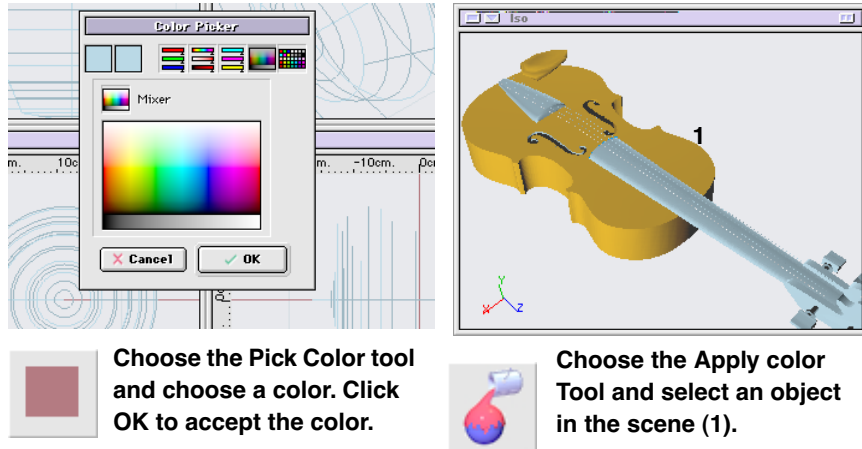 Color Picker
Mixer
m. 10c
m. -10cm. 0cr
Cancel
OK
Choose the Pick Color tool
and choose a color. Click
OK to accept the color.
Iso
1
Y
X
Z
Choose the Apply color
Tool and select an object
in the scene (1).